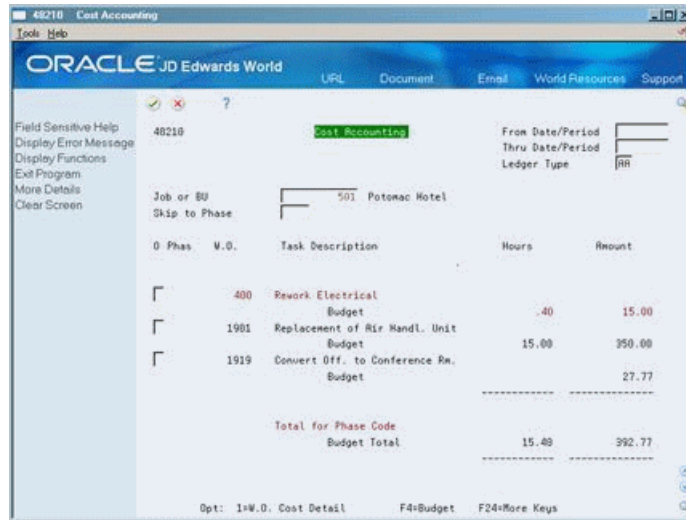 48210 Cost Accounting
Tools Help
ORACLE JD Edwards World
URL Document Email World Resources Support
?
Field Sensitive Help
Display Error Message
Display Functions
Exit Program
More Details
Clear Screen
48210 Cost Accounting From Date/Period
Thru Date/Period
Ledger Type AA
Job or BU 501 Potomac Hotel
Skip to Phase
O Phas W.O. Task Description Hours Amount
400 Rework Electrical
Budget .40 15.00
1901 Replacement of Air Handl. Unit
Budget 15.00 350.00
1919 Convert Off. to Conference Rm.
Budget 27.77
Total for Phase Code
Budget Total 15.40 392.77
Opt: 1=W.O. Cost Detail F4=Budget F24=More Keys